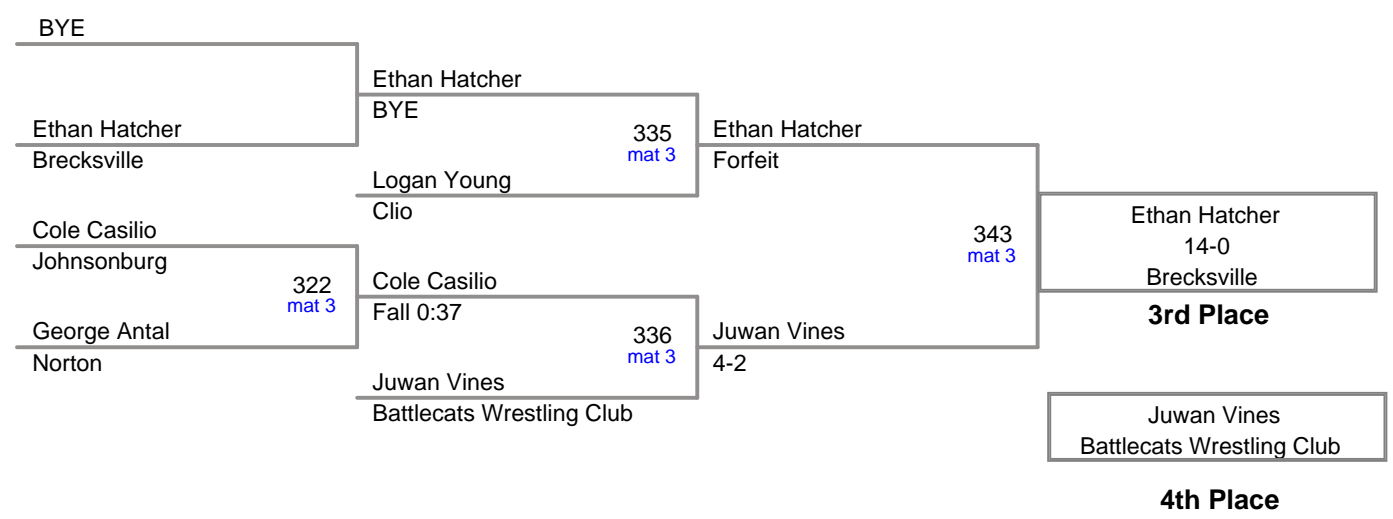 BYE
Ethan Hatcher
BYE
335
mat 3
Ethan Hatcher
Brecksville
Ethan Hatcher
Forfeit
Logan Young
Clio
Cole Casilio
Johnsonburg
322
mat 3
Cole Casilio
Fall 0:37
George Antal
Norton
336
mat 3
Juwan Vines
4-2
Juwan Vines
Battlecats Wrestling Club
343
mat 3
Ethan Hatcher
14-0
Brecksville
3rd Place
Juwan Vines
Battlecats Wrestling Club
4th Place